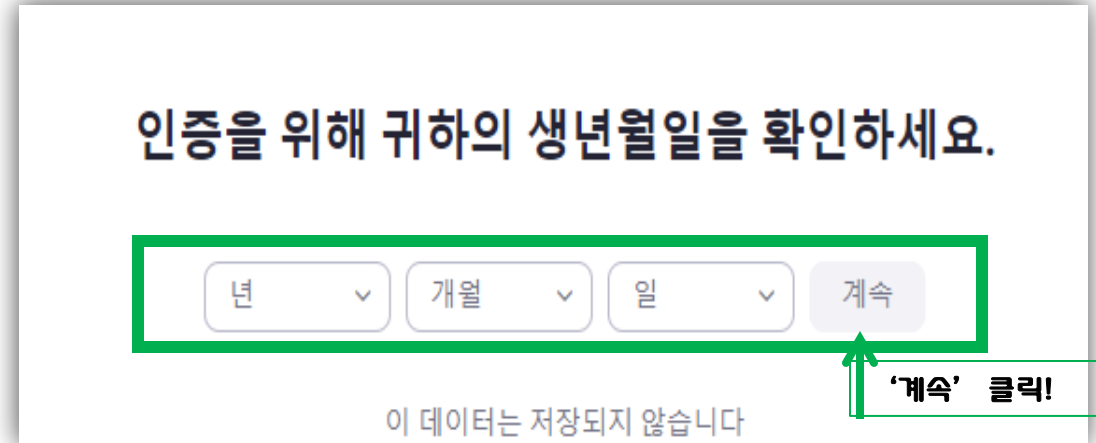 인증을 위해 귀하의 생년월일을 확인하세요.
년 개월 일 계속
‘계속’ 클릭!
이 데이터는 저장되지 않습니다